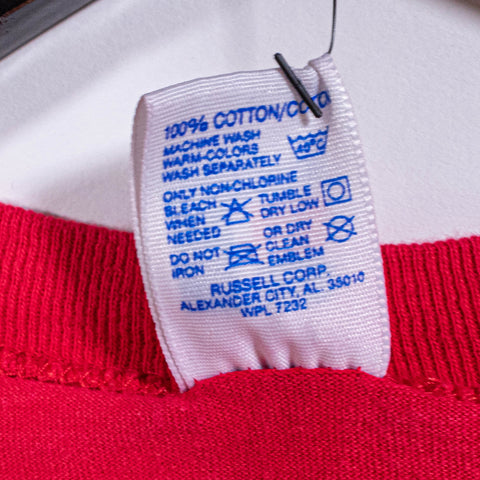 100% COTTON/COTO
MACHINE WASH
WARM-COLORS
WASH SEPARATELY
40°C
ONLY NON-CHLORINE
BLEACH
WHEN
NEEDED
TUMBLE
DRY LOW
DO NOT
IRON
OR DRY
CLEAN
EMBLEM
RUSSELL CORP.
ALEXANDER CITY, AL. 35010
WPL 7232